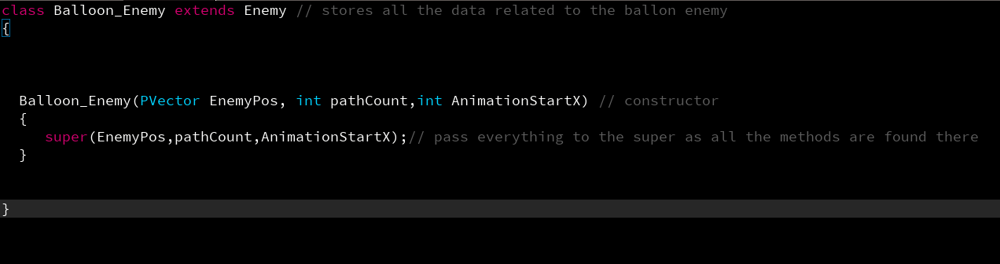 class Balloon_Enemy extends Enemy // stores all the data related to the ballon enemy
{
Balloon_Enemy(PVector EnemyPos, int pathCount,int AnimationStartX) // constructor
{
super(EnemyPos,pathCount,AnimationStartX);// pass everything to the super as all the methods are found there
}
}